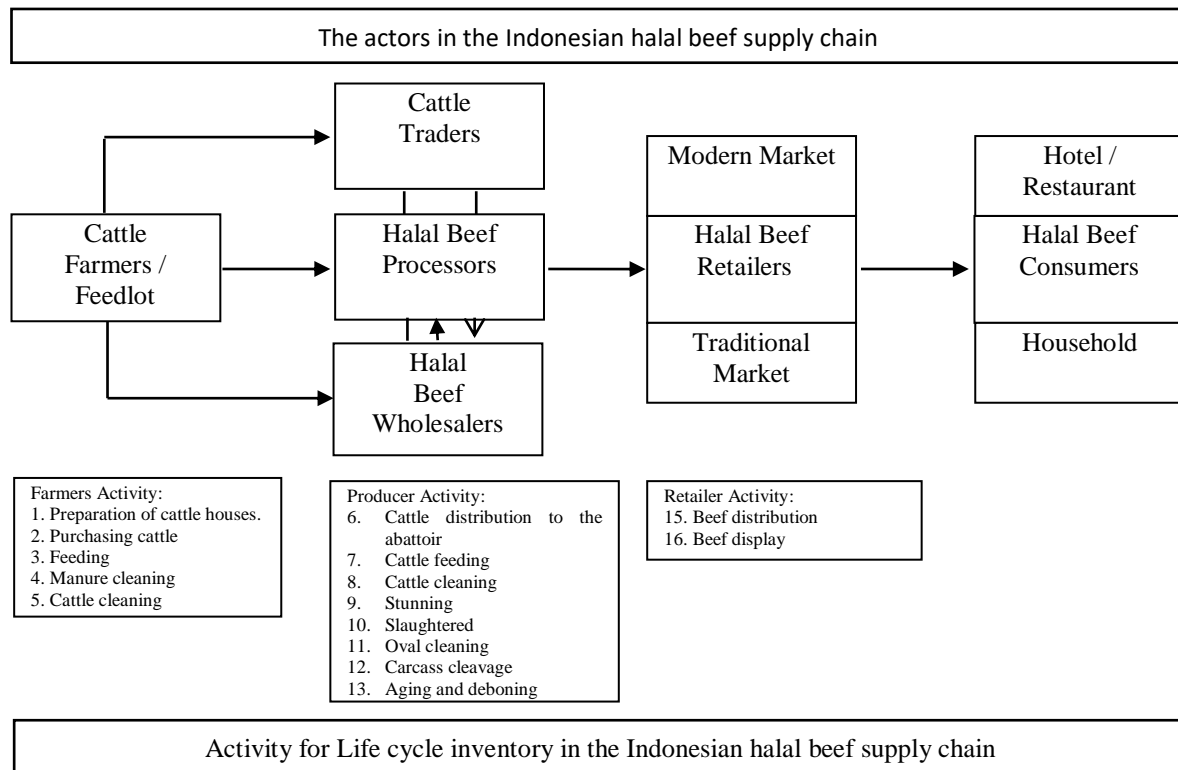 The actors in the Indonesian halal beef supply chain
Cattle
Traders
Modern Market
Hotel /
Restaurant
Cattle
Farmers /
Feedlot
Halal Beef
Processors
Halal Beef
Retailers
Halal Beef
Consumers
Halal
Beef
Wholesalers
Traditional
Market
Household
Farmers Activity:
1. Preparation of cattle houses.
2. Purchasing cattle
3. Feeding
4. Manure cleaning
5. Cattle cleaning
Producer Activity:
6. Cattle distribution to the
abattoir
7. Cattle feeding
8. Cattle cleaning
9. Stunning
10. Slaughtered
11. Oval cleaning
12. Carcass cleavage
13. Aging and deboning
Retailer Activity:
15. Beef distribution
16. Beef display
Activity for Life cycle inventory in the Indonesian halal beef supply chain